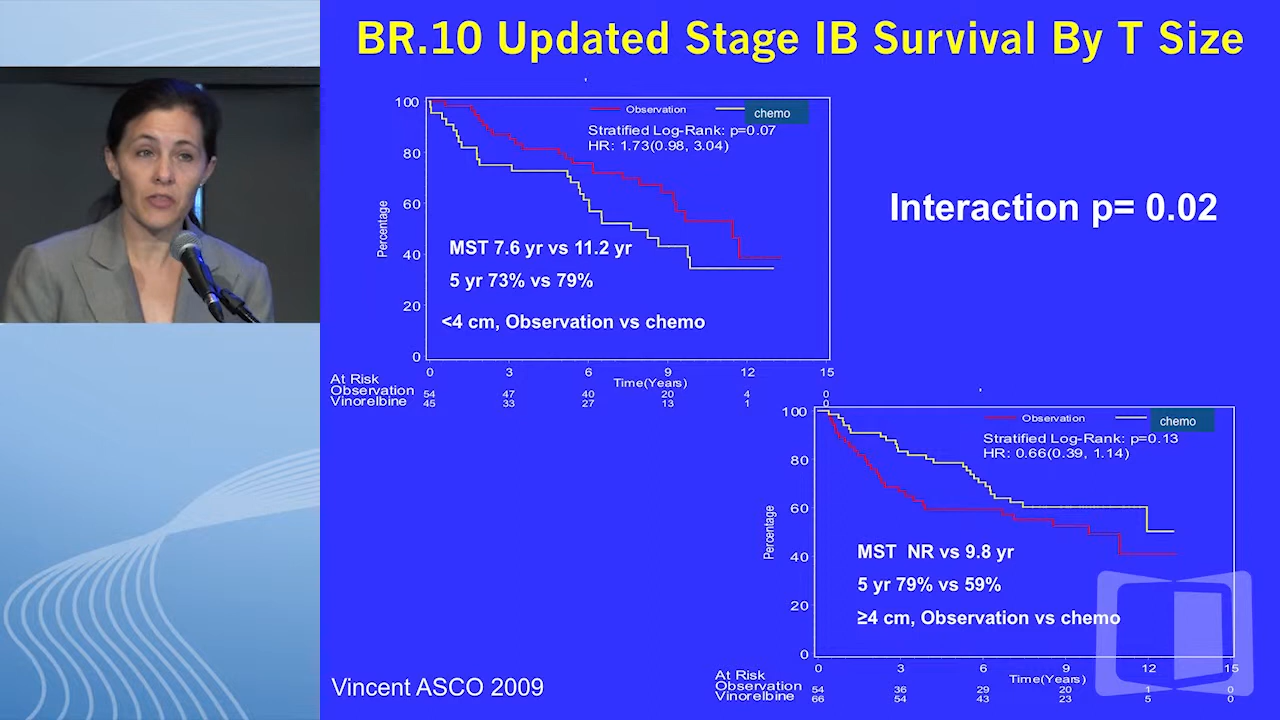 BR.10 Updated Stage IB Survival By T Size
Observation chemo
Stratified Log-Rank: p=0.07
HR: 1.73(0.98, 3.04)
100
80
60
40
20
0
Percentage
MST 7.6 yr vs 11.2 yr
5 yr 73% vs 79%
<4 cm, Observation vs chemo
0 3 6 9 12 15
Time(Years)
At Risk
Observation 54 47 40 20 4 0
Vinorelbine 45 33 27 13 1 0
Interaction p= 0.02
Observation chemo
Stratified Log-Rank: p=0.13
HR: 0.66(0.39, 1.14)
100
80
60
40
20
0
Percentage
MST NR vs 9.8 yr
5 yr 79% vs 59%
≥4 cm, Observation vs chemo
0 3 6 9 12 15
Time(Years)
At Risk
Observation 54 36 29 20 1 0
Vinorelbine 66 54 43 23 5 0
Vincent ASCO 2009